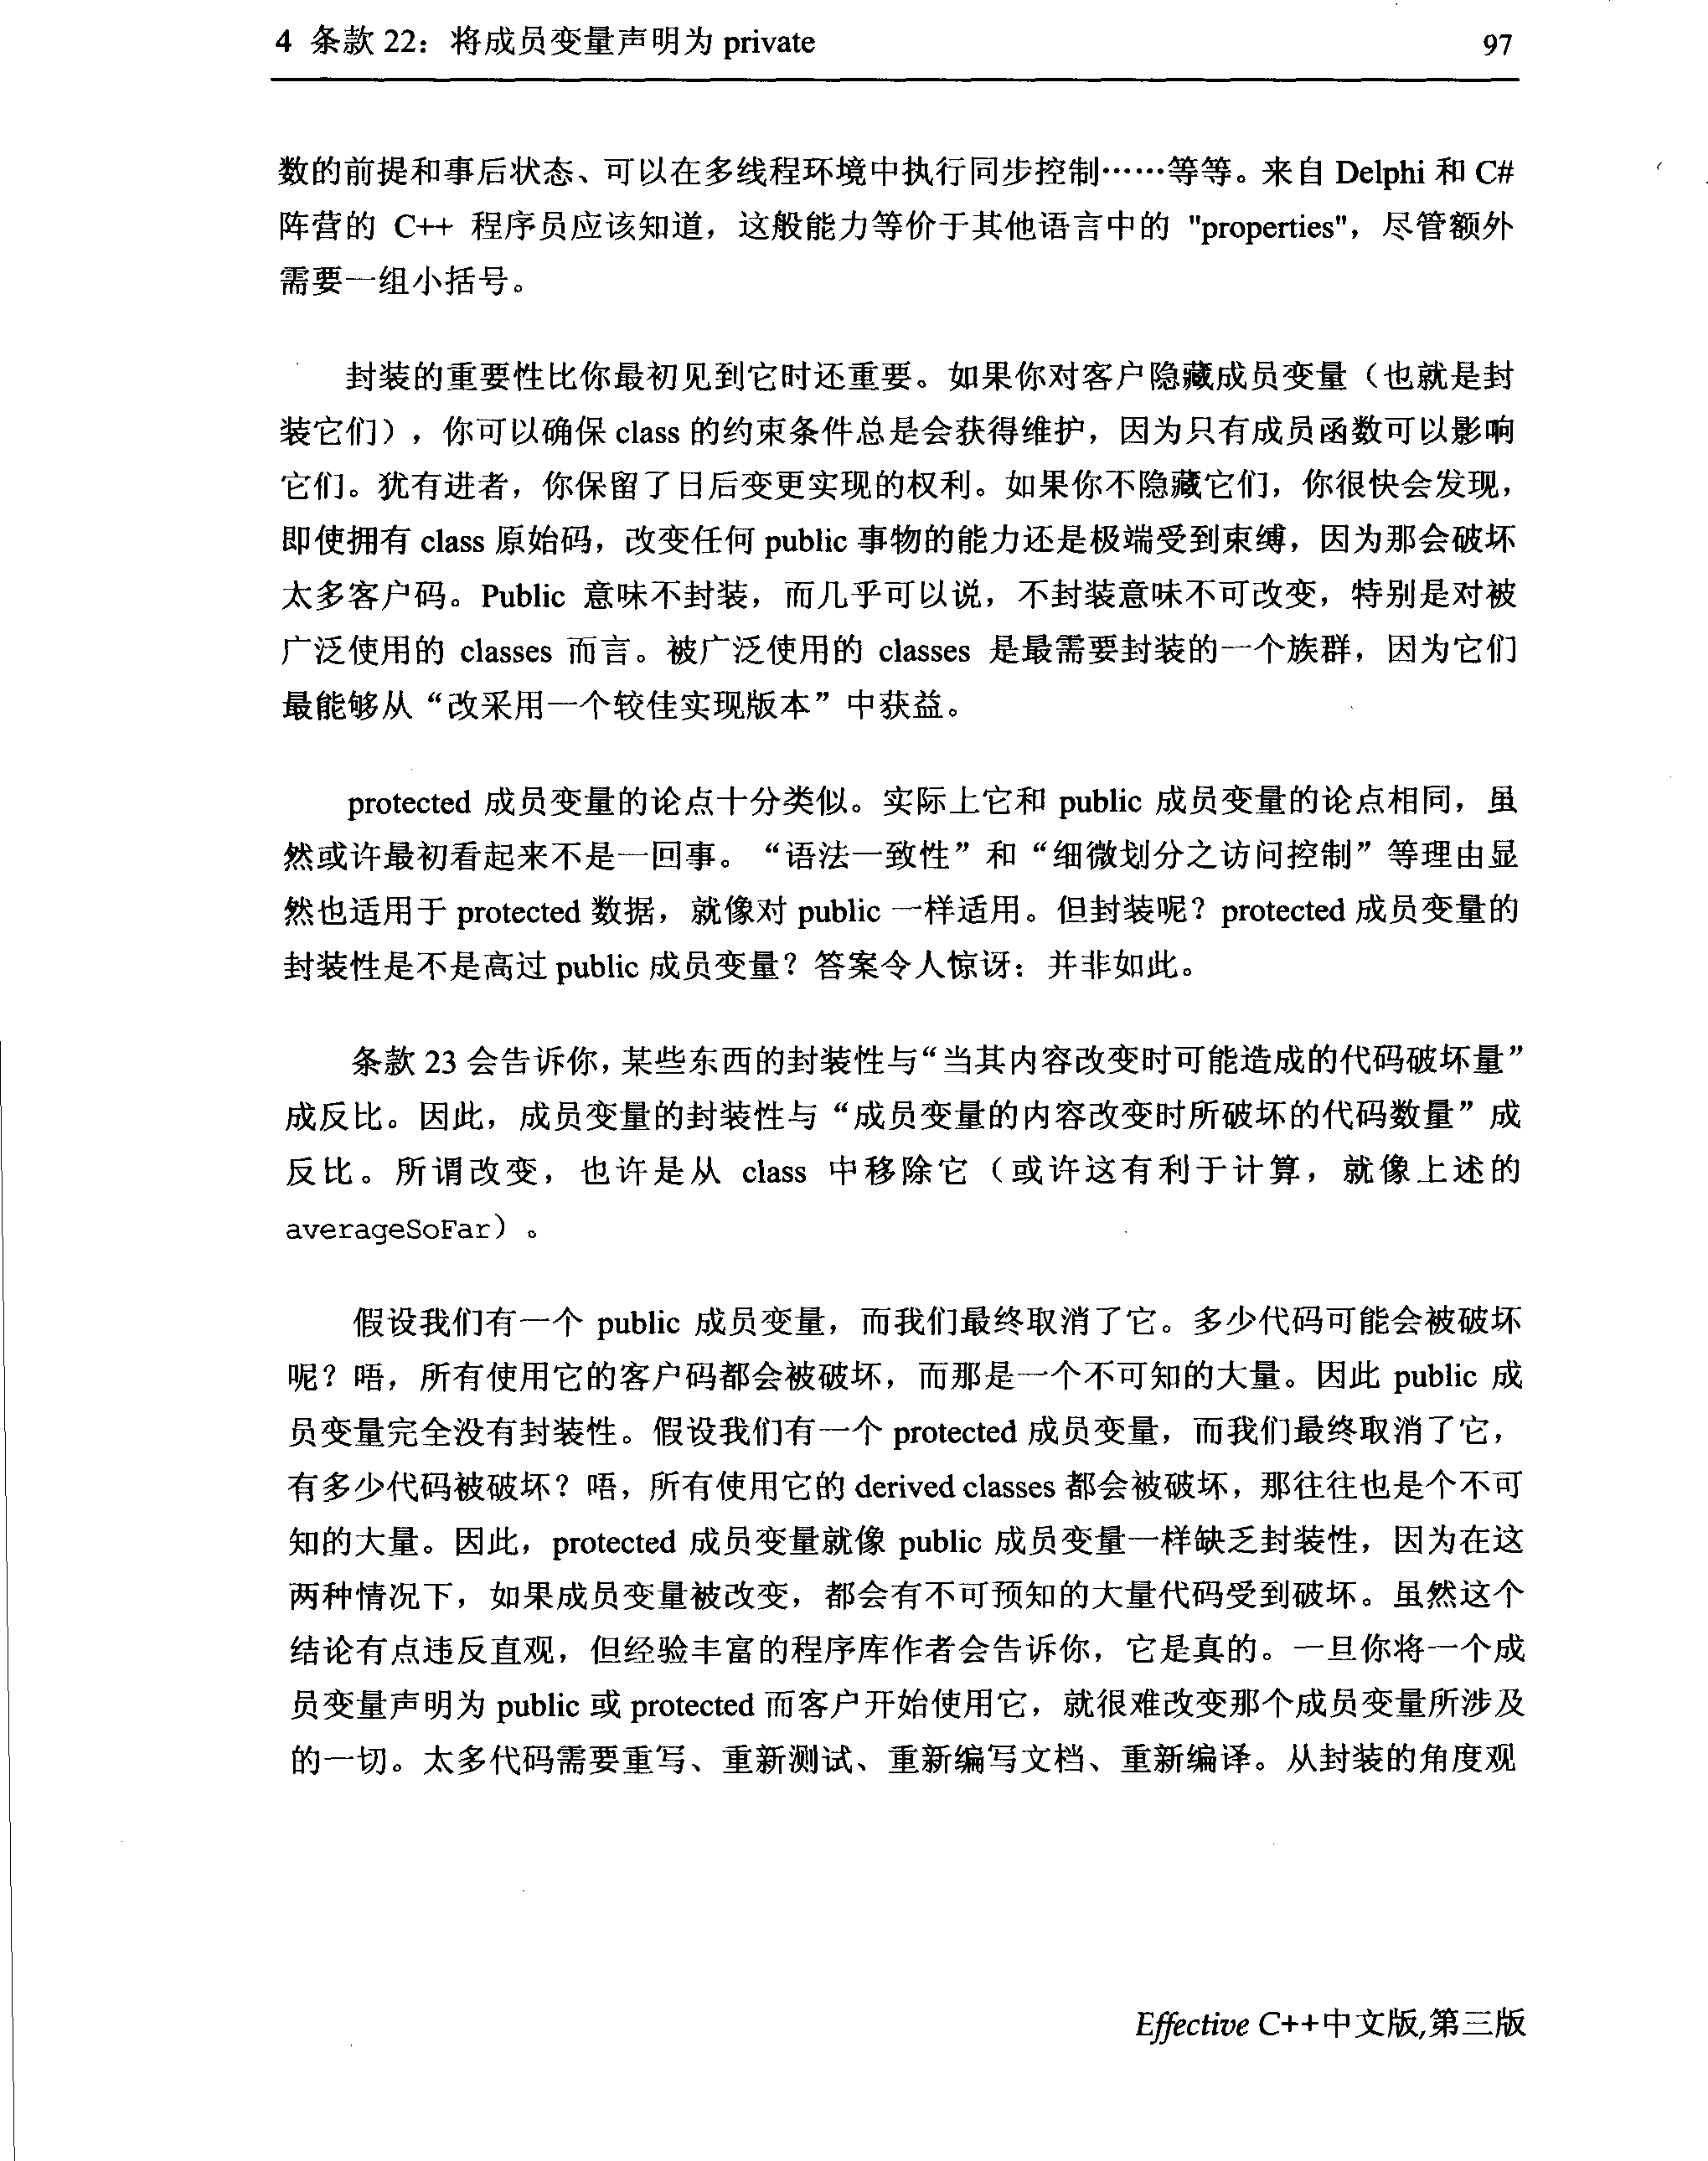 4 条款 22：将成员变量声明为 private
97
数的前提和事后状态、可以在多线程环境中执行同步控制……等等。来自 Delphi 和 C#
阵营的 C++ 程序员应该知道，这般能力等价于其他语言中的 "properties"，尽管额外
需要一组小括号。
封装的重要性比你最初见到它时还重要。如果你对客户隐藏成员变量（也就是封
装它们），你可以确保 class 的约束条件总是会获得维护，因为只有成员函数可以影响
它们。犹有进者，你保留了日后变更实现的权利。如果你不隐藏它们，你很快会发现，
即使拥有 class 原始码，改变任何 public 事物的能力还是极端受到束缚，因为那会破坏
太多客户码。Public 意味不封装，而几乎可以说，不封装意味不可改变，特别是对被
广泛使用的 classes 而言。被广泛使用的 classes 是最需要封装的一个族群，因为它们
最能够从“改采用一个较佳实现版本”中获益。
protected 成员变量的论点十分类似。实际上它和 public 成员变量的论点相同，虽
然或许最初看起来不是一回事。“语法一致性”和“细微划分之访问控制”等理由显
然也适用于 protected 数据，就像对 public 一样适用。但封装呢？protected 成员变量的
封装性是不是高过 public 成员变量？答案令人惊讶：并非如此。
条款 23 会告诉你，某些东西的封装性与“当其内容改变时可能造成的代码破坏量”
成反比。因此，成员变量的封装性与“成员变量的内容改变时所破坏的代码数量”成
反比。所谓改变，也许是从 class 中移除它（或许这有利于计算，就像上述的
averageSoFar）。
假设我们有一个 public 成员变量，而我们最终取消了它。多少代码可能会被破坏
呢？唔，所有使用它的客户码都会被破坏，而那是一个不可知的大量。因此 public 成
员变量完全没有封装性。假设我们有一个 protected 成员变量，而我们最终取消了它，
有多少代码被破坏？唔，所有使用它的 derived classes 都会被破坏，那往往也是个不可
知的大量。因此，protected 成员变量就像 public 成员变量一样缺乏封装性，因为在这
两种情况下，如果成员变量被改变，都会有不可预知的大量代码受到破坏。虽然这个
结论有点违反直观，但经验丰富的程序库作者会告诉你，它是真的。一旦你将一个成
员变量声明为 public 或 protected 而客户开始使用它，就很难改变那个成员变量所涉及
的一切。太多代码需要重写、重新测试、重新编写文档、重新编译。从封装的角度观
Effective C++中文版,第三版